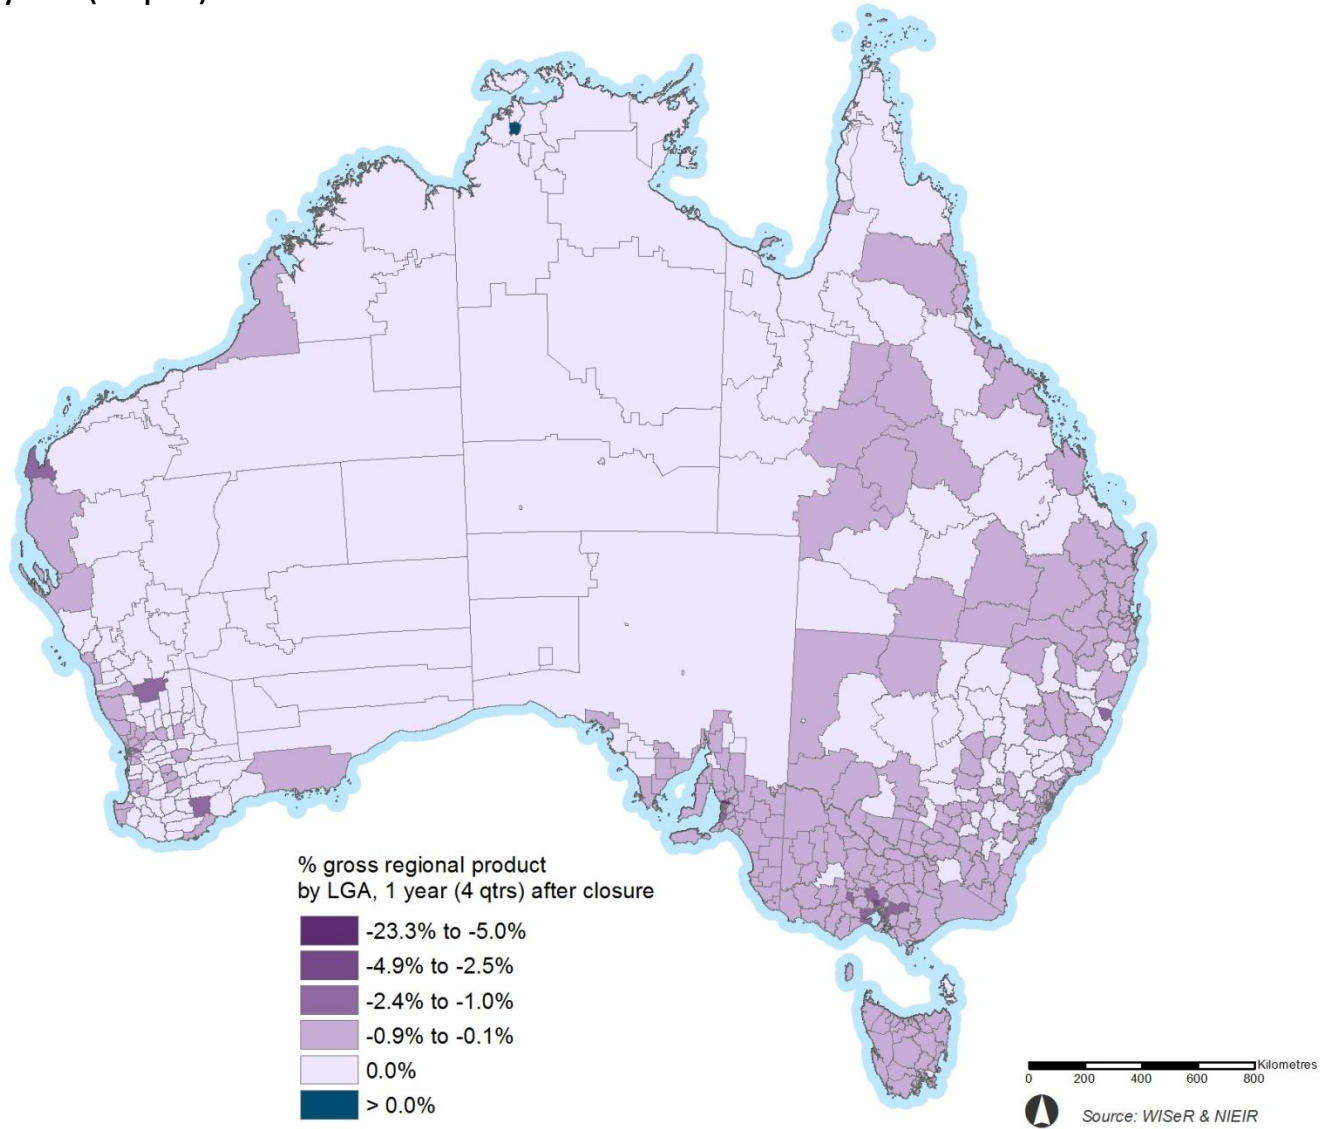 % gross regional product
by LGA, 1 year (4 qtrs) after closure
-23.3% to -5.0%
-4.9% to -2.5%
-2.4% to -1.0%
-0.9% to -0.1%
0.0%
> 0.0%
Kilometres
0 200 400 600 800
Source: WISeR & NIEIR